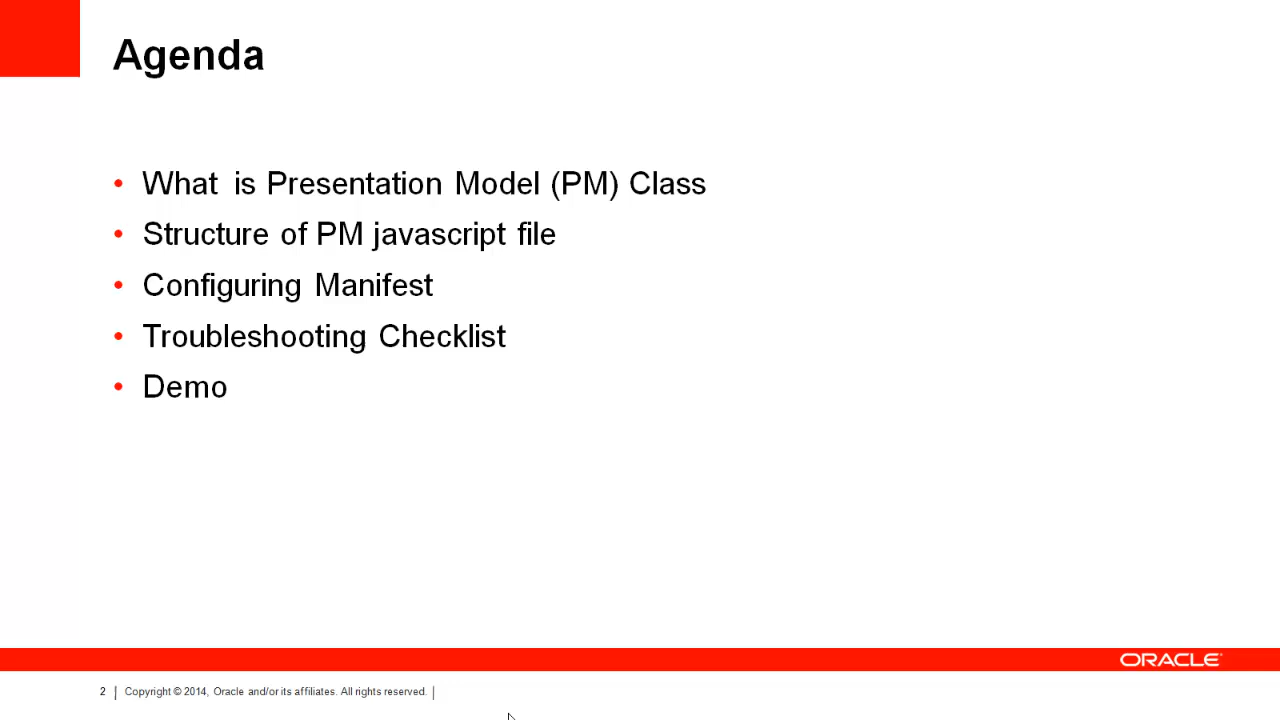 Agenda
• What is Presentation Model (PM) Class
• Structure of PM javascript file
• Configuring Manifest
• Troubleshooting Checklist
• Demo
ORACLE
2 | Copyright © 2014, Oracle and/or its affiliates. All rights reserved. |